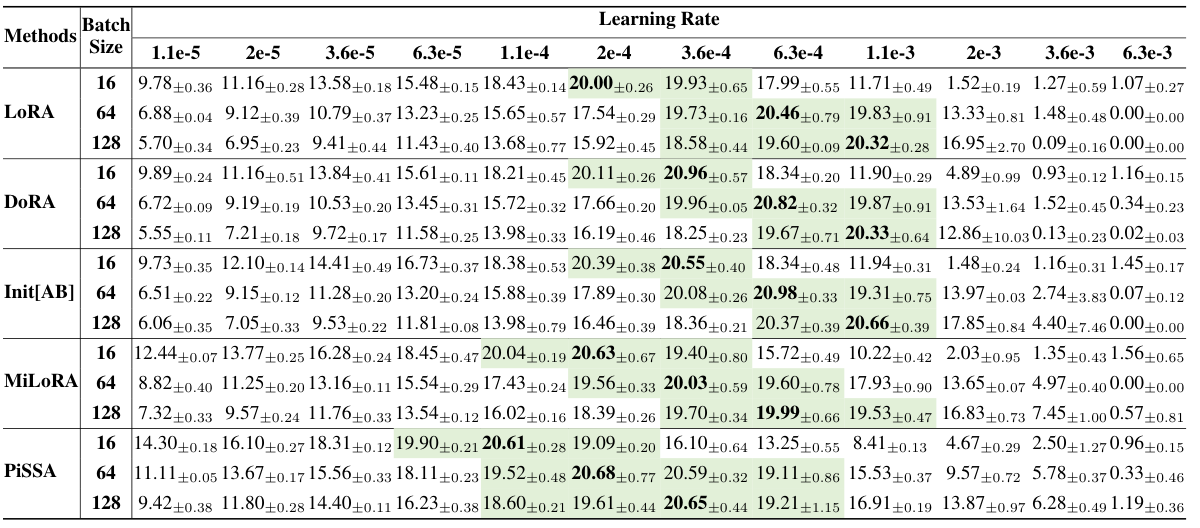 Methods Batch Size Learning Rate
1.1e-5 2e-5 3.6e-5 6.3e-5 1.1e-4 2e-4 3.6e-4 6.3e-4 1.1e-3 2e-3 3.6e-3 6.3e-3
16 9.78±0.36 11.16±0.28 13.58±0.18 15.48±0.15 18.43±0.14 20.00±0.26 19.93±0.65 17.99±0.55 11.71±0.49 1.52±0.19 1.27±0.59 1.07±0.27
LoRA 64 6.88±0.04 9.12±0.39 10.79±0.37 13.23±0.25 15.65±0.57 17.54±0.29 19.73±0.16 20.46±0.79 19.83±0.91 13.33±0.81 1.48±0.48 0.00±0.00
128 5.70±0.34 6.95±0.23 9.41±0.44 11.43±0.40 13.68±0.77 15.92±0.45 18.58±0.44 19.60±0.09 20.32±0.28 16.95±2.70 0.09±0.16 0.00±0.00
16 9.89±0.24 11.16±0.51 13.84±0.41 15.61±0.11 18.21±0.45 20.11±0.26 20.96±0.57 18.34±0.20 11.90±0.29 4.89±0.99 0.93±0.12 1.16±0.15
DoRA 64 6.72±0.09 9.19±0.19 10.53±0.20 13.45±0.31 15.72±0.32 17.66±0.20 19.96±0.05 20.82±0.32 19.87±0.91 13.53±1.64 1.52±0.45 0.34±0.23
128 5.55±0.11 7.21±0.18 9.72±0.17 11.58±0.25 13.98±0.33 16.19±0.46 18.25±0.23 19.67±0.71 20.33±0.64 12.86±10.03 0.13±0.23 0.02±0.03
16 9.73±0.35 12.10±0.14 14.41±0.49 16.73±0.37 18.38±0.53 20.39±0.38 20.55±0.40 18.34±0.48 11.94±0.31 1.48±0.24 1.16±0.31 1.45±0.17
Init[AB] 64 6.51±0.22 9.15±0.12 11.28±0.20 13.20±0.24 15.88±0.39 17.89±0.30 20.08±0.26 20.98±0.33 19.31±0.75 13.97±0.03 2.74±3.83 0.07±0.12
128 6.06±0.35 7.05±0.33 9.53±0.22 11.81±0.08 13.98±0.79 16.46±0.39 18.36±0.21 20.37±0.39 20.66±0.39 17.85±0.84 4.40±7.46 0.00±0.00
16 12.44±0.07 13.77±0.25 16.28±0.24 18.45±0.47 20.04±0.19 20.63±0.67 19.40±0.80 15.72±0.49 10.22±0.42 2.03±0.95 1.35±0.43 1.56±0.65
MiLoRA 64 8.82±0.40 11.25±0.20 13.16±0.11 15.54±0.29 17.43±0.24 19.56±0.33 20.03±0.59 19.60±0.78 17.93±0.90 13.65±0.07 4.97±0.40 0.00±0.00
128 7.32±0.33 9.57±0.24 11.76±0.33 13.54±0.12 16.02±0.16 18.39±0.26 19.70±0.34 19.99±0.66 19.53±0.47 16.83±0.73 7.45±1.00 0.57±0.81
16 14.30±0.18 16.10±0.27 18.31±0.12 19.90±0.21 20.61±0.28 19.09±0.20 16.10±0.64 13.25±0.55 8.41±0.13 4.67±0.29 2.50±1.27 0.96±0.15
PiSSA 64 11.11±0.05 13.67±0.17 15.56±0.33 18.11±0.23 19.52±0.48 20.68±0.77 20.59±0.32 19.11±0.86 15.53±0.37 9.57±0.72 5.78±0.37 0.33±0.46
128 9.42±0.38 11.80±0.28 14.40±0.11 16.23±0.38 18.60±0.21 19.61±0.44 20.65±0.44 19.21±1.15 16.91±0.19 13.87±0.97 6.28±0.49 1.19±0.36